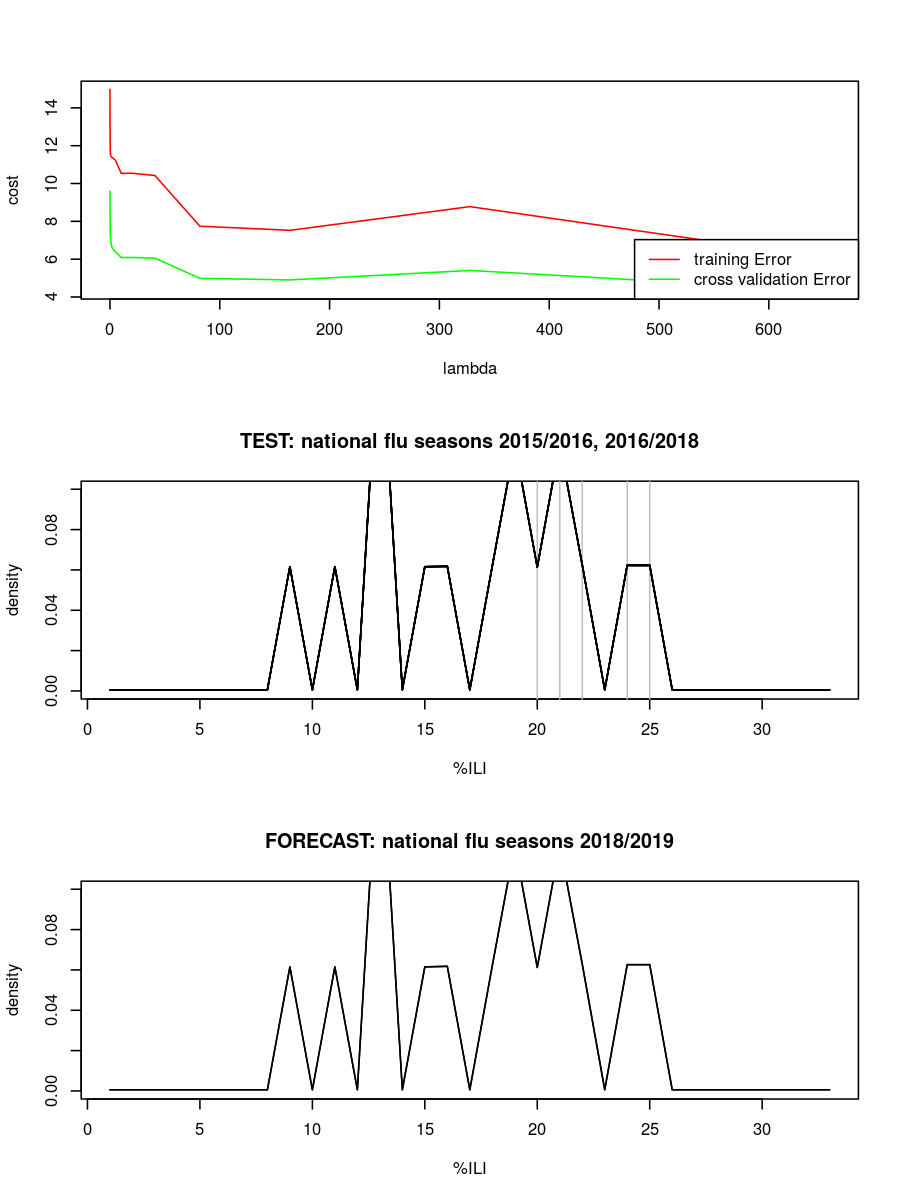 14
12
10
8
6
4
cost
training Error
cross validation Error
0 100 200 300 400 500 600
lambda
TEST: national flu seasons 2015/2016, 2016/2018
0.08
0.04
0.00
density
0 5 10 15 20 25 30
%ILI
FORECAST: national flu seasons 2018/2019
0.08
0.04
0.00
density
0 5 10 15 20 25 30
%ILI